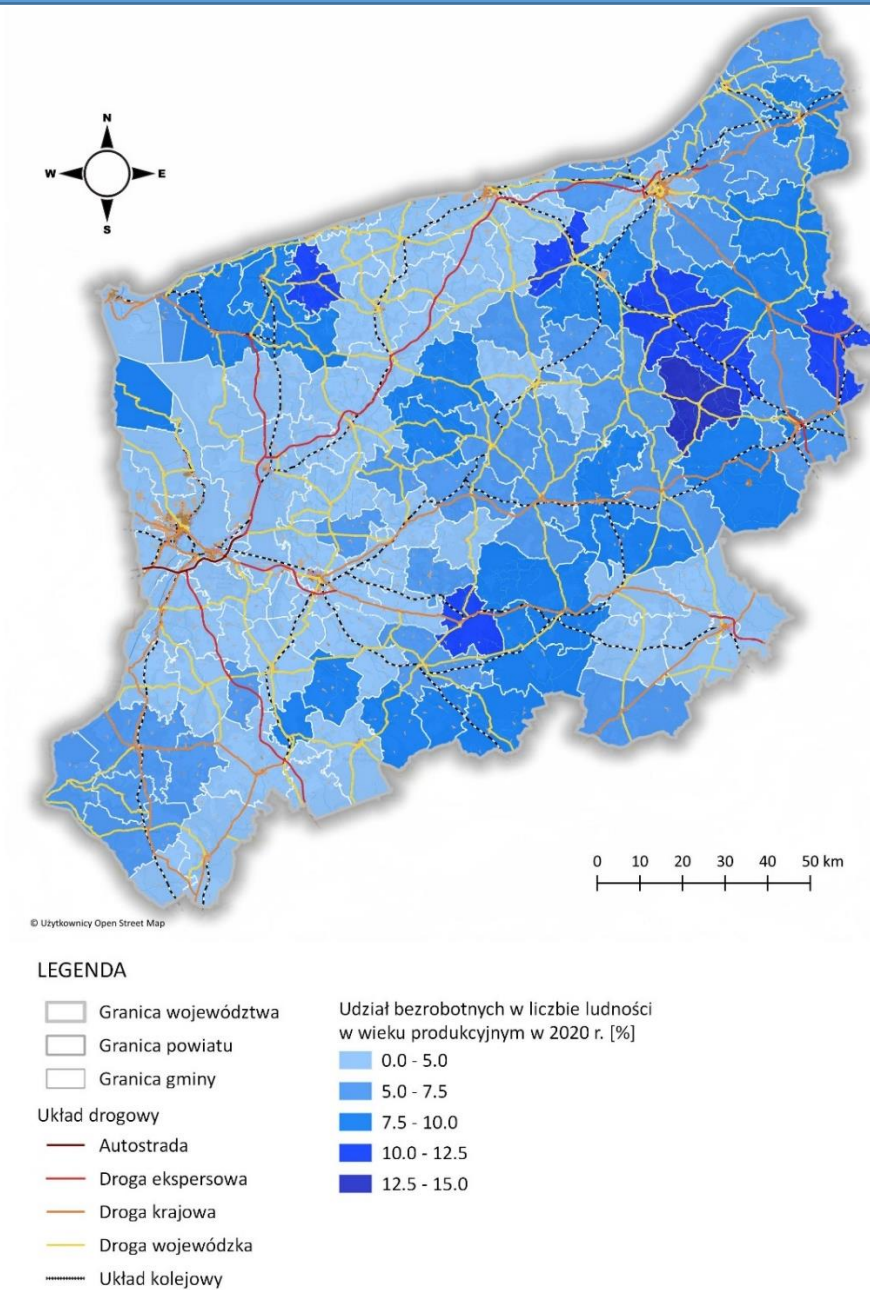 N
W
E
S
0 10 20 30 40 50 km
© Użytkownicy Open Street Map
LEGENDA
Granica województwa
Granica powiatu
Granica gminy
Układ drogowy
Autostrada
Droga ekspersowa
Droga krajowa
Droga wojewódzka
Układ kolejowy
Udział bezrobotnych w liczbie ludności
w wieku produkcyjnym w 2020 r. [%]
0.0 - 5.0
5.0 - 7.5
7.5 - 10.0
10.0 - 12.5
12.5 - 15.0